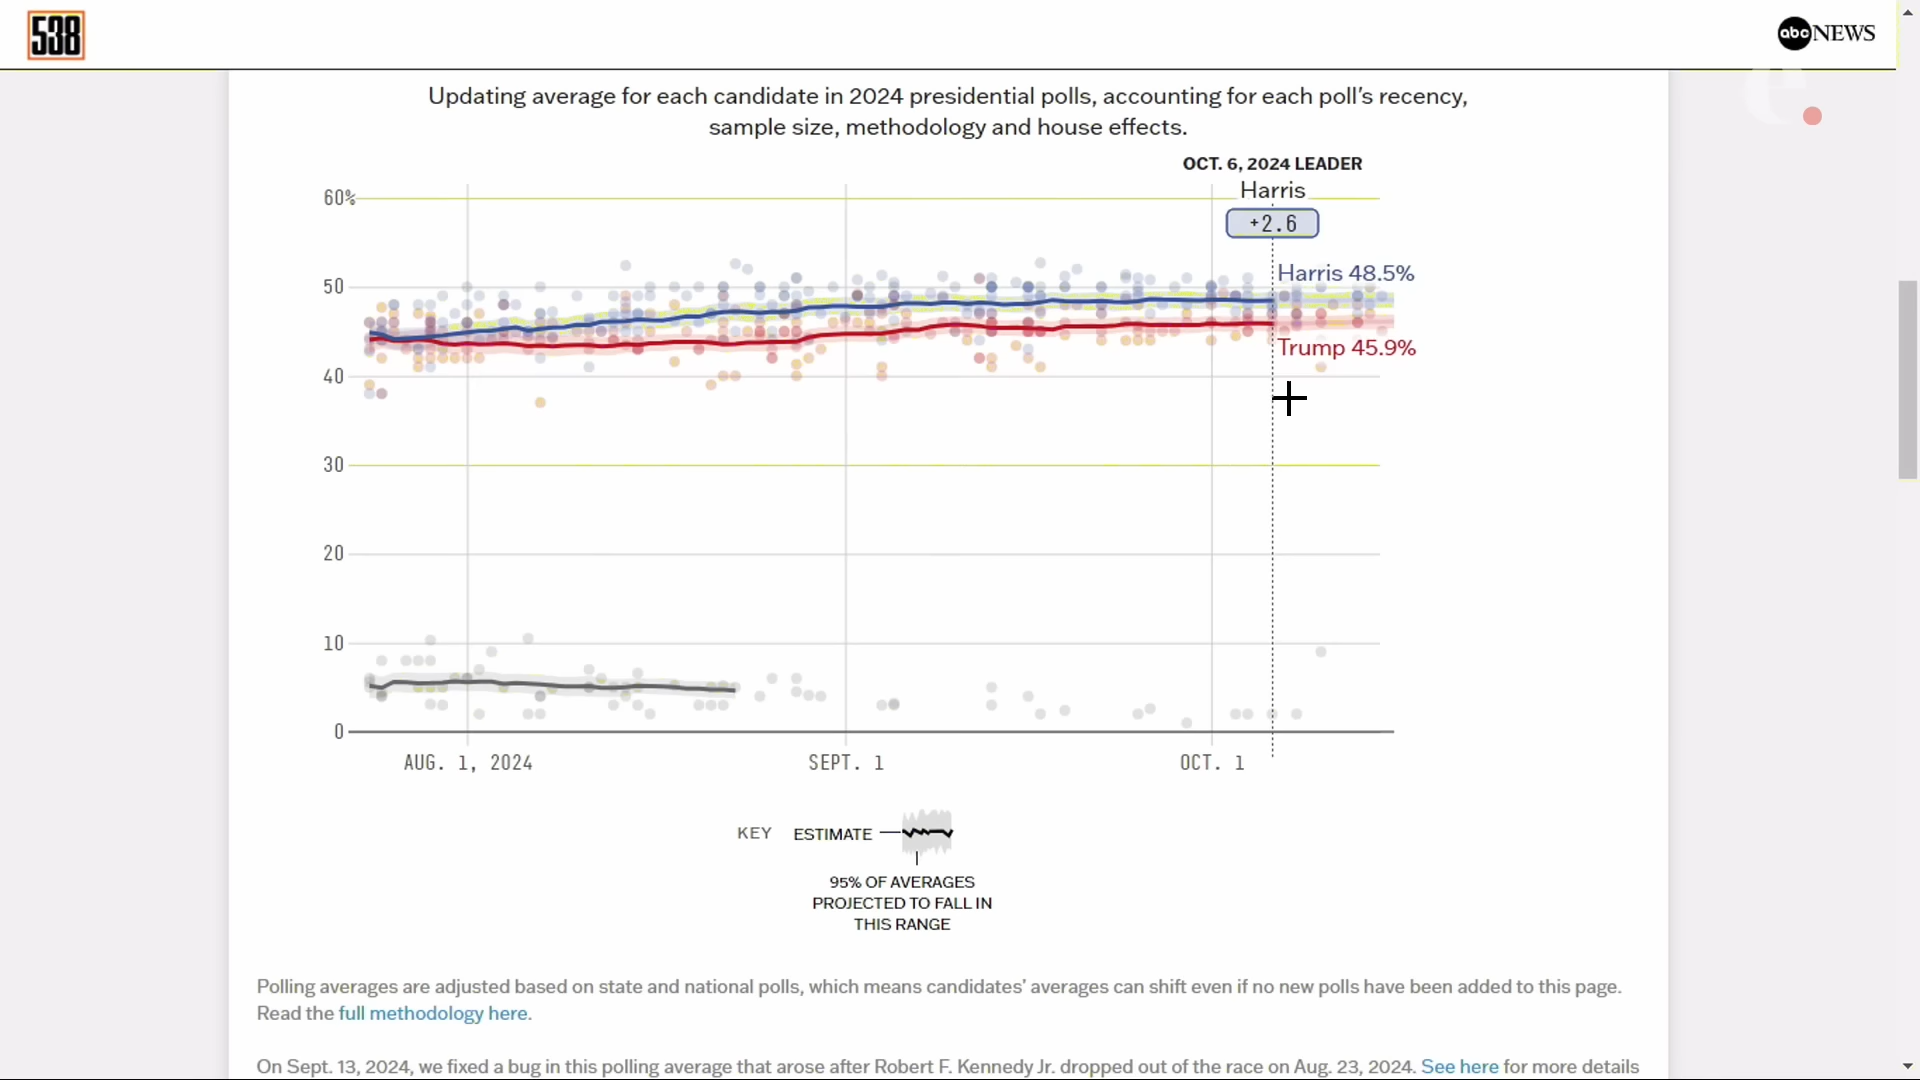 538
abc NEWS
Updating average for each candidate in 2024 presidential polls, accounting for each poll's recency,
sample size, methodology and house effects.
OCT. 6, 2024 LEADER
Harris
+2.6
60%
50
40
30
20
10
0
Harris 48.5%
Trump 45.9%
AUG. 1, 2024
SEPT. 1
OCT. 1
KEY
ESTIMATE
95% OF AVERAGES
PROJECTED TO FALL IN
THIS RANGE
Polling averages are adjusted based on state and national polls, which means candidates' averages can shift even if no new polls have been added to this page.
Read the full methodology here.
On Sept. 13, 2024, we fixed a bug in this polling average that arose after Robert F. Kennedy Jr. dropped out of the race on Aug. 23, 2024. See here for more details